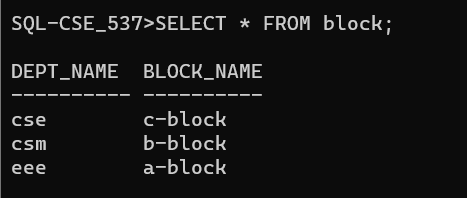 SQL-CSE_537>SELECT * FROM block;
DEPT_NAME  BLOCK_NAME
---------- ----------
cse        c-block
csm        b-block
eee        a-block